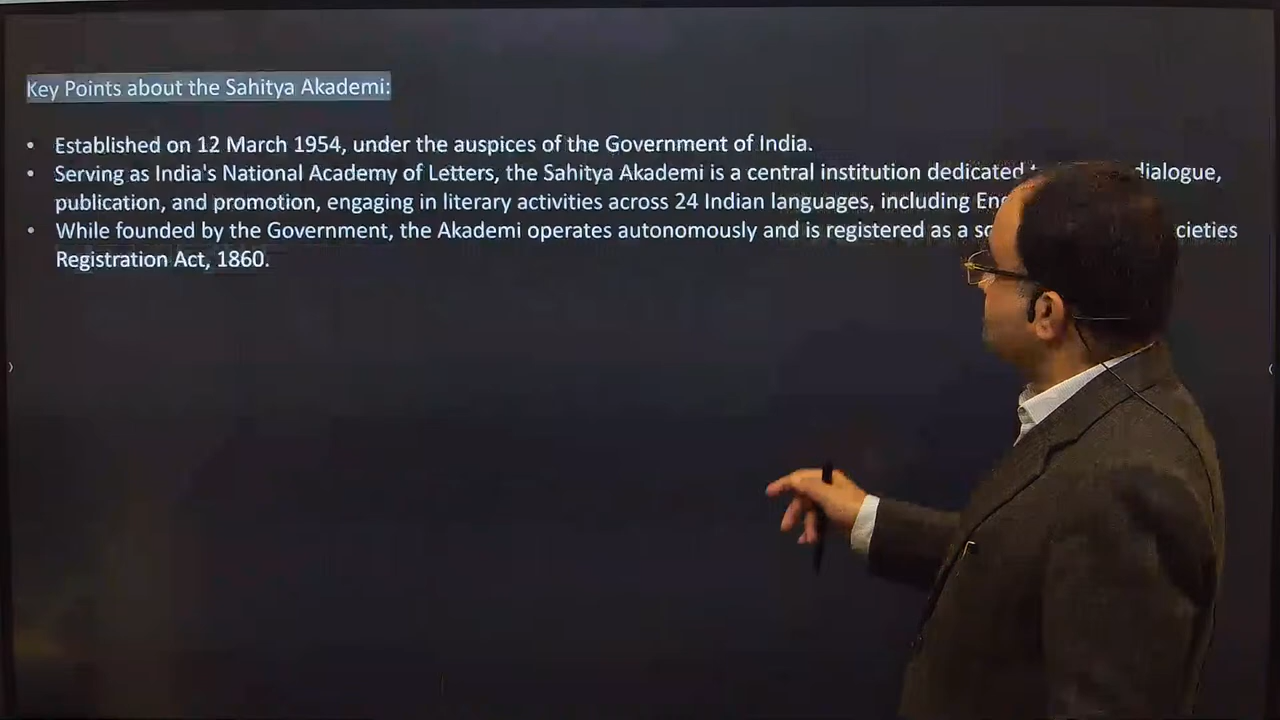 Key Points about the Sahitya Akademi:
• Established on 12 March 1954, under the auspices of the Government of India.
• Serving as India's National Academy of Letters, the Sahitya Akademi is a central institution dedicated dialogue,
publication, and promotion, engaging in literary activities across 24 Indian languages, including
• While founded by the Government, the Akademi operates autonomously and is registered as a
Registration Act, 1860.